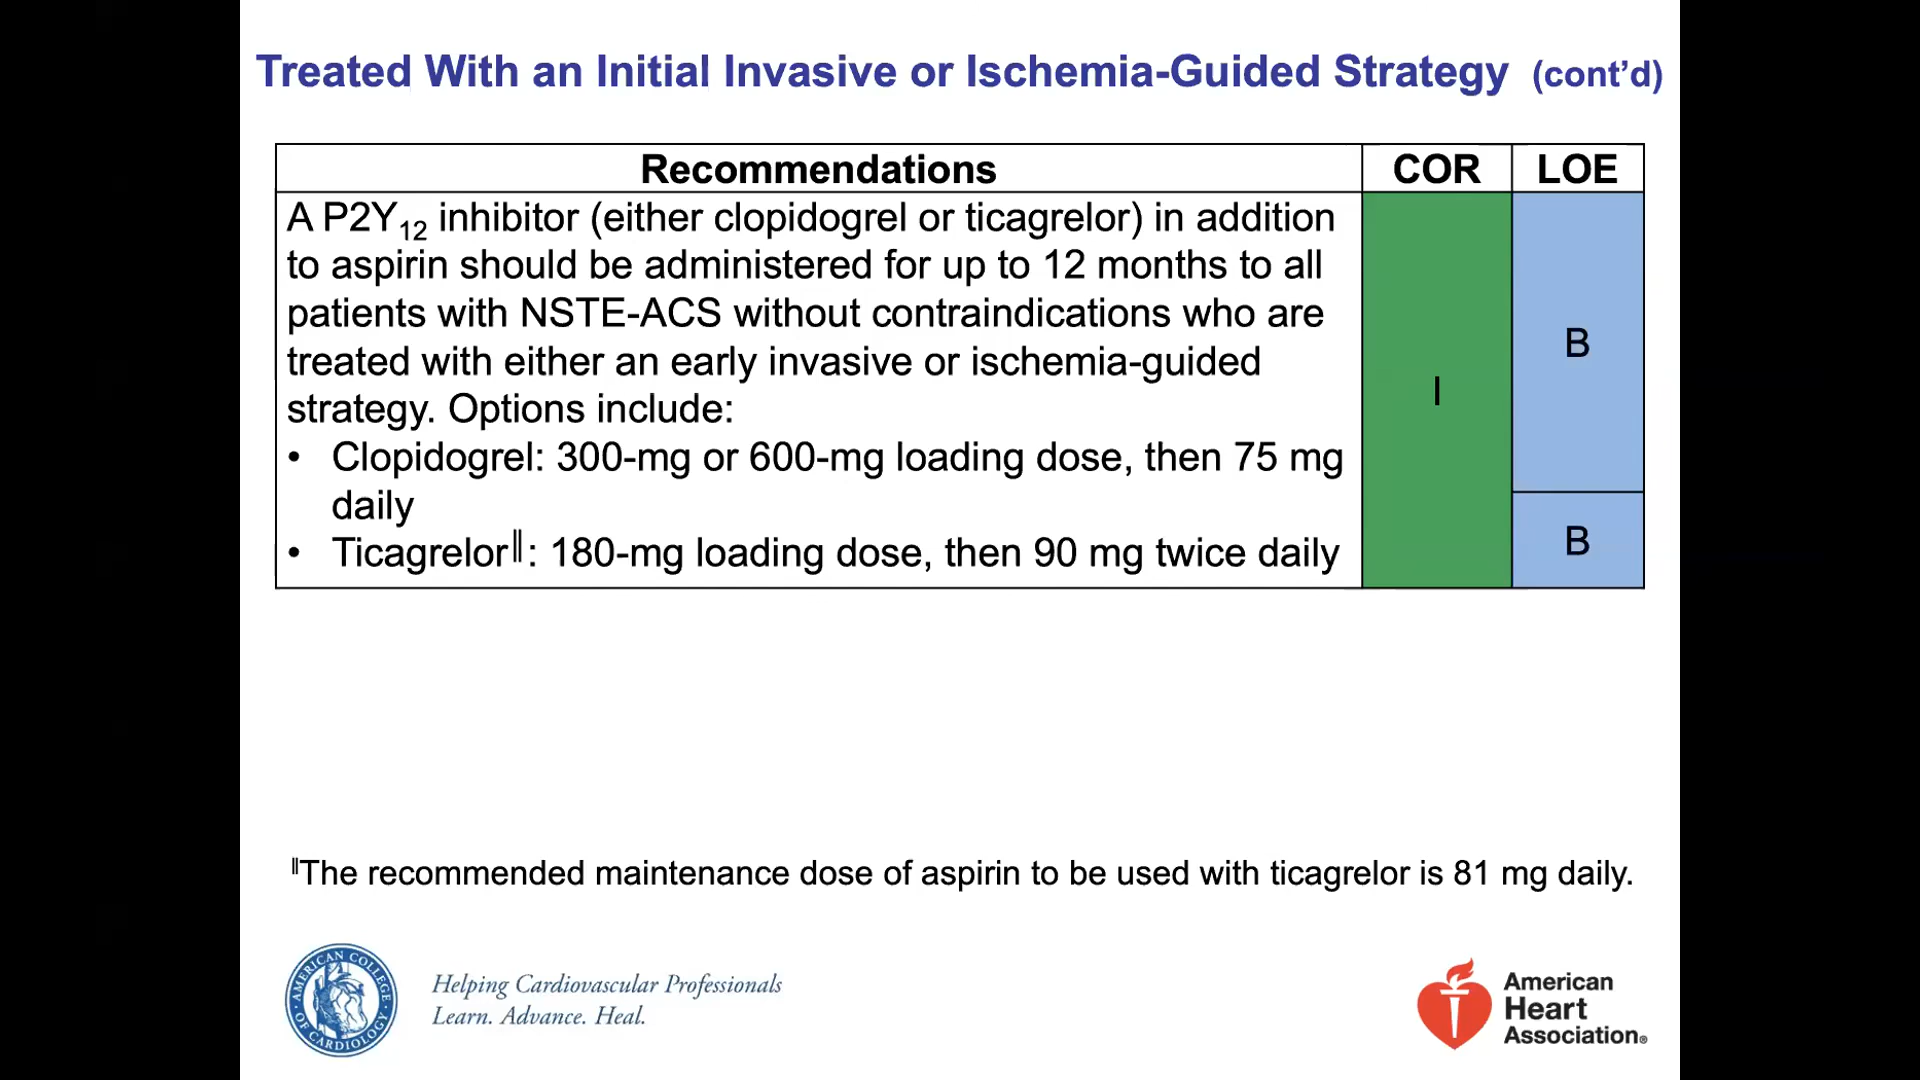 Treated With an Initial Invasive or Ischemia-Guided Strategy (cont’d)
Recommendations COR LOE
A P2Y12 inhibitor (either clopidogrel or ticagrelor) in addition
to aspirin should be administered for up to 12 months to all
patients with NSTE-ACS without contraindications who are
treated with either an early invasive or ischemia-guided
strategy. Options include:
• Clopidogrel: 300-mg or 600-mg loading dose, then 75 mg
daily
• Ticagrelor‖: 180-mg loading dose, then 90 mg twice daily
I
B
B
‖The recommended maintenance dose of aspirin to be used with ticagrelor is 81 mg daily.
AMERICAN COLLEGE OF CARDIOLOGY
Helping Cardiovascular Professionals
Learn. Advance. Heal.
American
Heart
Association®